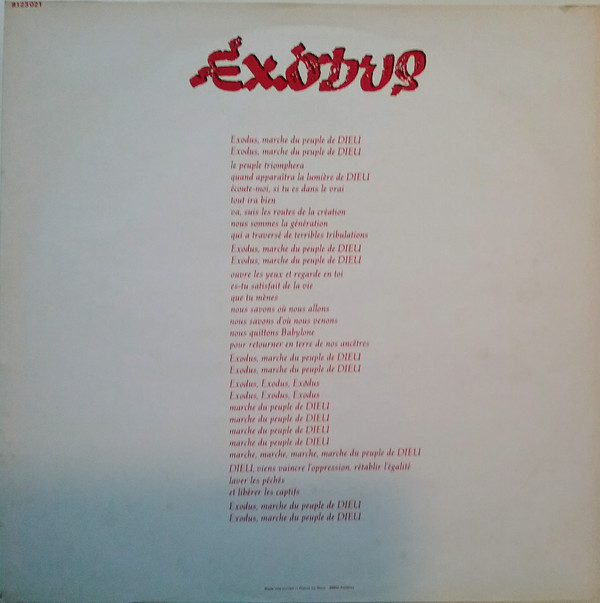 8123 021
EXODUS
Exodus, marche du peuple de DIEU
Exodus, marche du peuple de DIEU
le peuple triomphera
quand apparaîtra la lumière de DIEU
écoute-moi, si tu es dans le vrai
tout ira bien
va, suis les routes de la création
nous sommes la génération
qui a traversé de terribles tribulations
Exodus, marche du peuple de DIEU
Exodus, marche du peuple de DIEU
ouvre les yeux et regarde en toi
es-tu satisfait de la vie
que tu mènes
nous savons où nous allons
nous savons d'où nous venons
nous quittons Babylone
pour retourner en terre de nos ancêtres
Exodus, marche du peuple de DIEU
Exodus, marche du peuple de DIEU
Exodus, Exodus, Exodus
Exodus, Exodus, Exodus
marche du peuple de DIEU
marche du peuple de DIEU
marche du peuple de DIEU
marche du peuple de DIEU
marche, marche, marche, marche du peuple de DIEU
DIEU, viens vaincre l'oppression, rétablir l'égalité
laver les péchés
et libérer les captifs
Exodus, marche du peuple de DIEU
Exodus, marche du peuple de DIEU